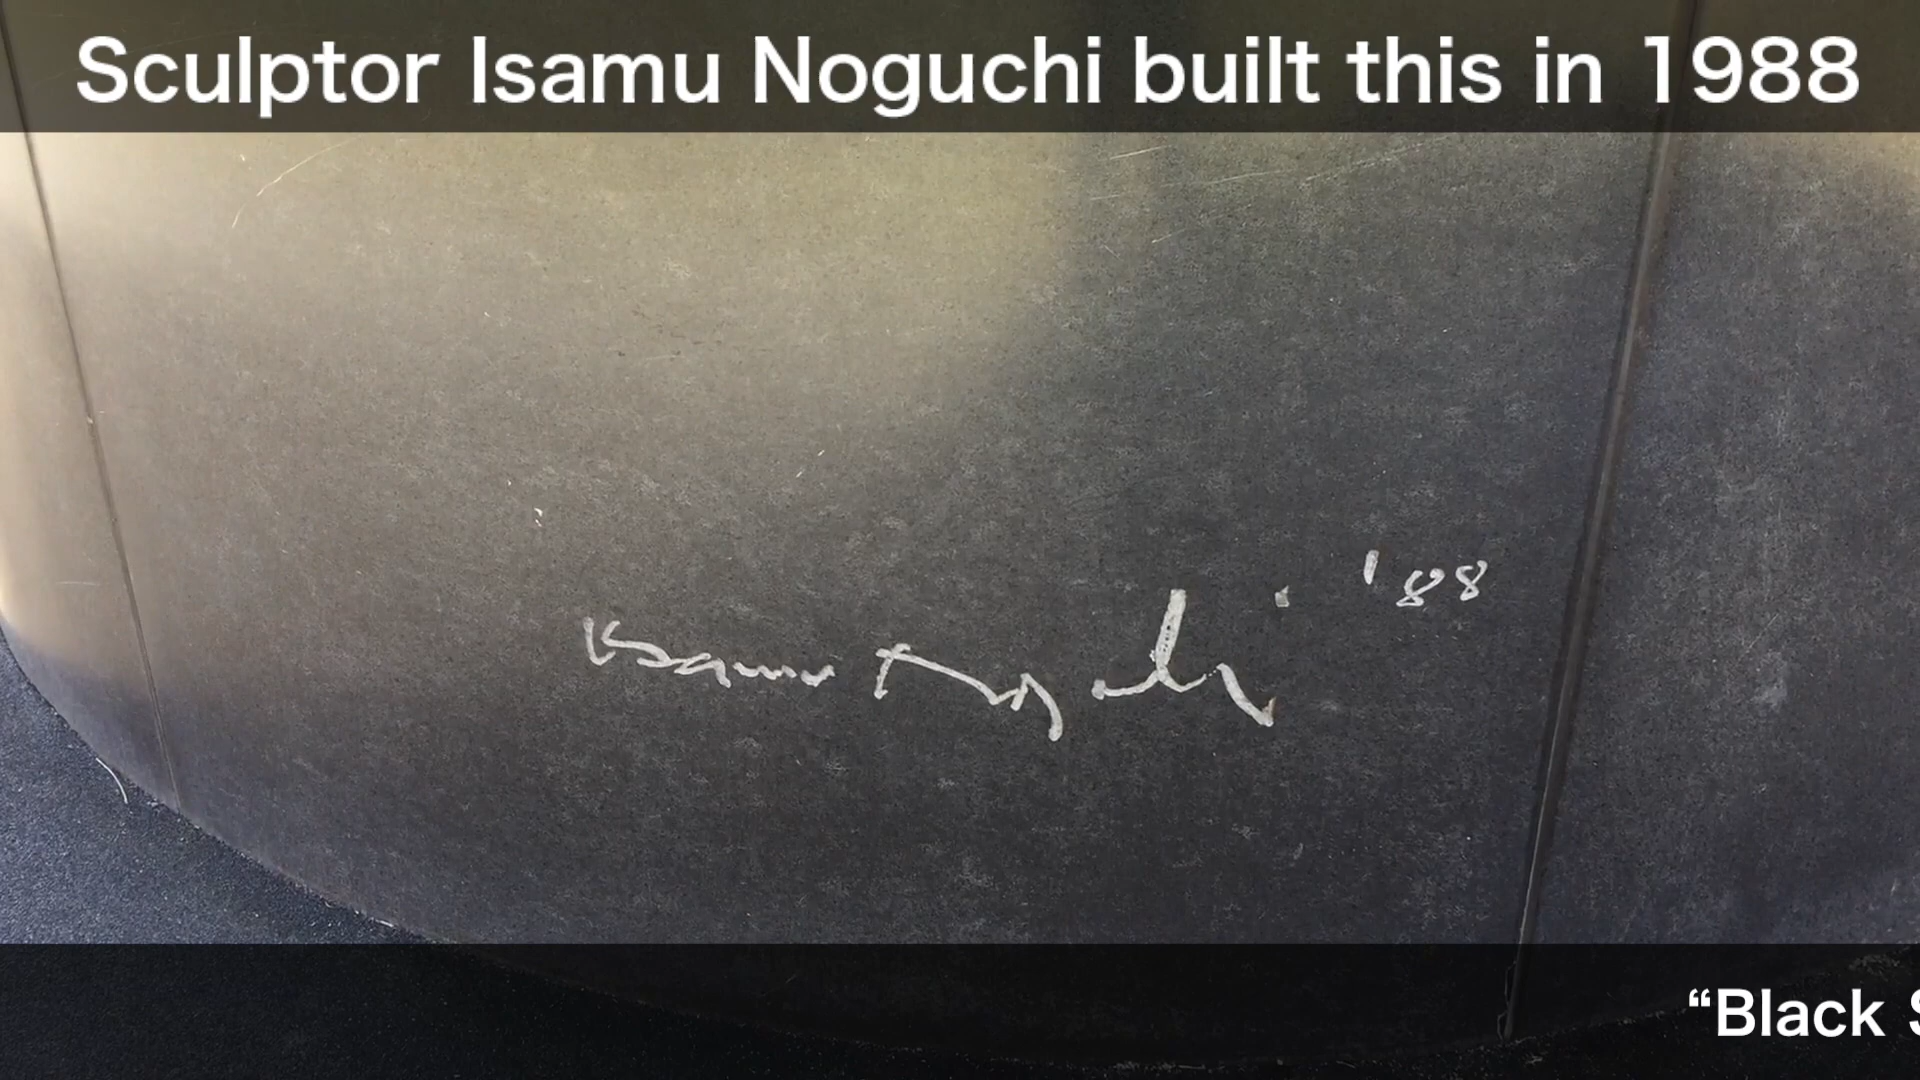 Sculptor Isamu Noguchi built this in 1988
Isamu Noguchi '88
“Black S